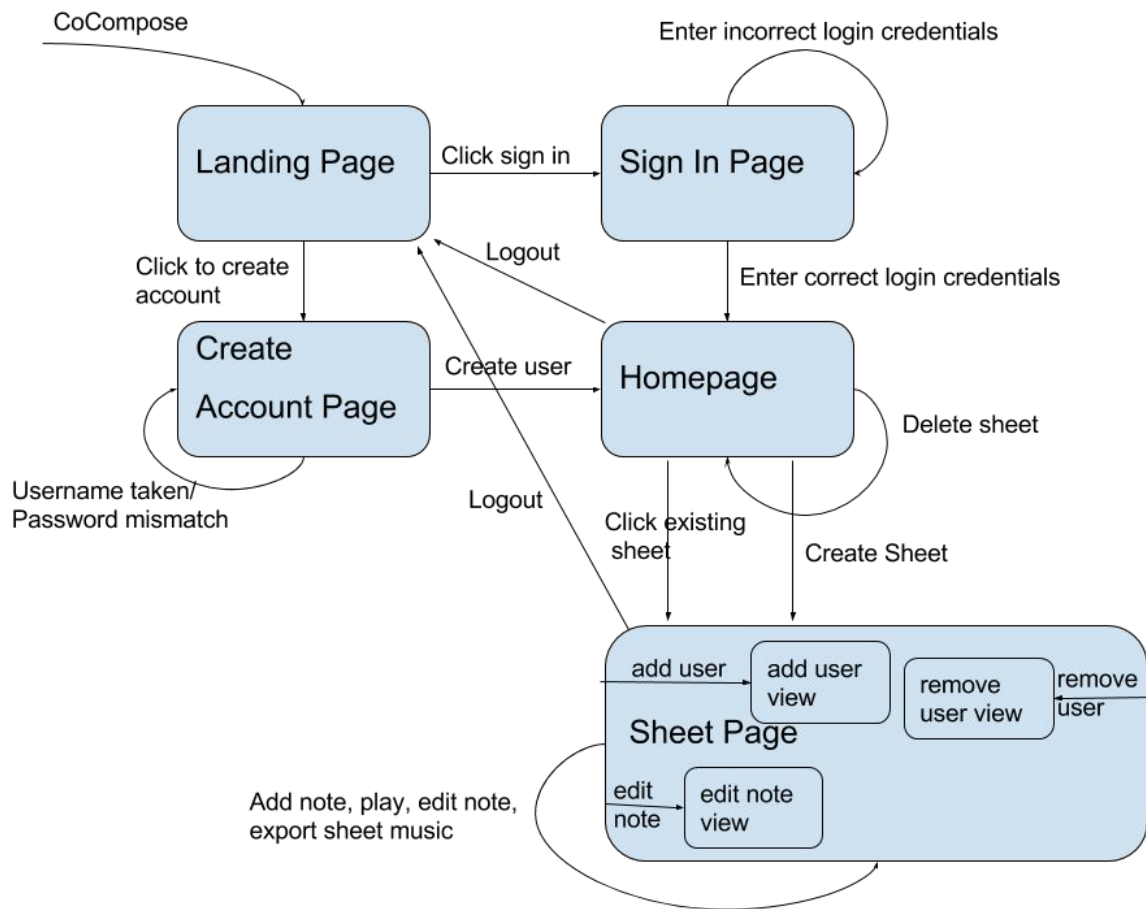 CoCompose
Enter incorrect login credentials
Landing Page
Click sign in
Sign In Page
Click to create
account
Logout
Enter correct login credentials
Create
Account Page
Create user
Homepage
Delete sheet
Username taken/
Password mismatch
Logout
Click existing
sheet
Create Sheet
add user
add user
view
remove
user view
remove
user
Sheet Page
edit
note
edit note
view
Add note, play, edit note,
export sheet music